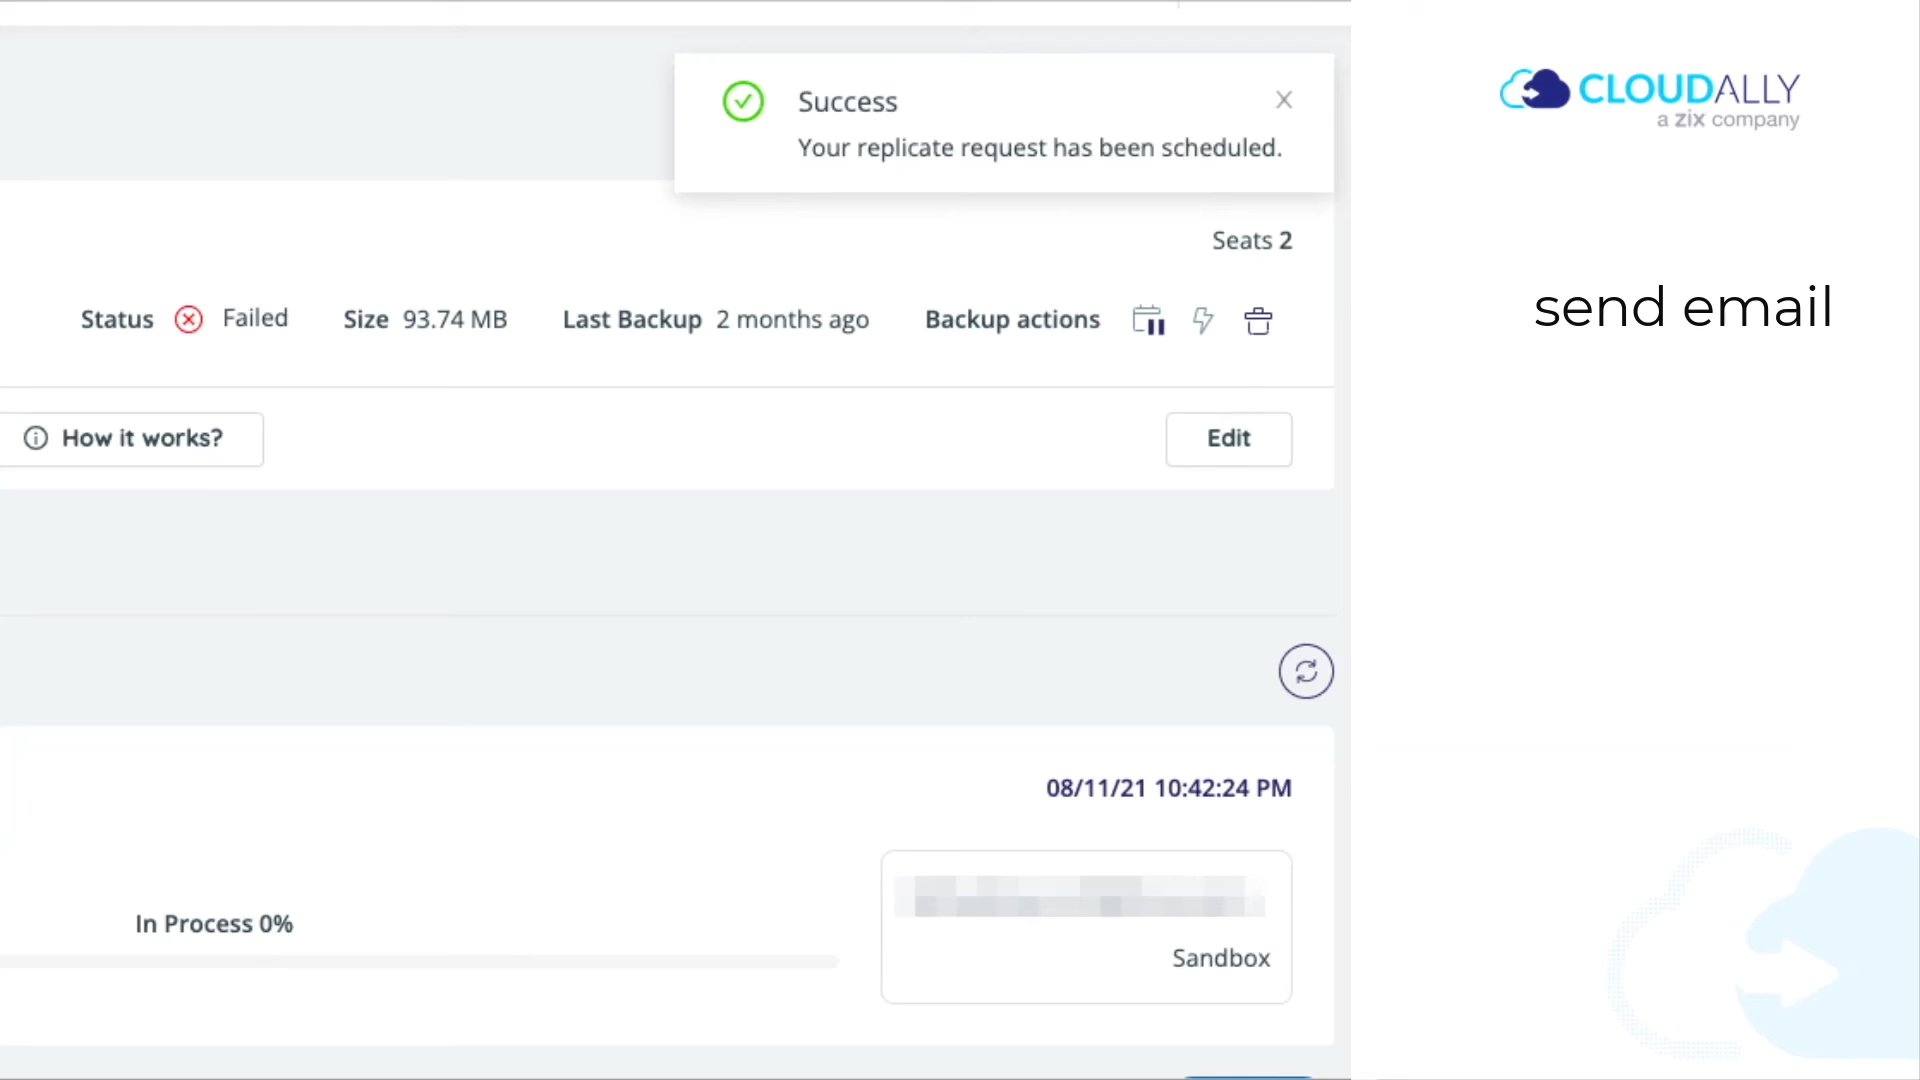 Success
Your replicate request has been scheduled.
CLOUDALLY
a zix company
Seats 2
send email
Status Failed Size 93.74 MB Last Backup 2 months ago Backup actions
How it works? Edit
08/11/21 10:42:24 PM
In Process 0%
Sandbox